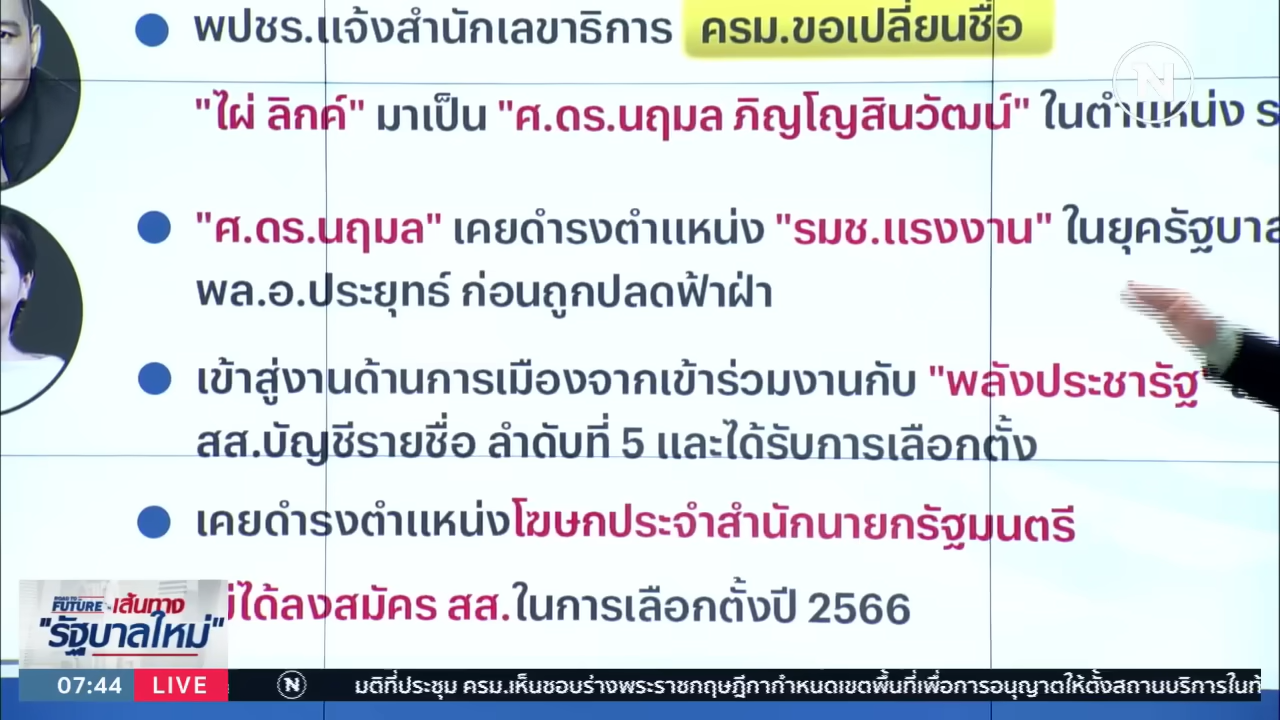 พปชร.แจ้งสำนักเลขาธิการ ครม.ขอเปลี่ยนชื่อ
"ไผ่ ลิกค์" มาเป็น "ศ.ดร.นฤมล ภิญโญสินวัฒน์" ในตำแหน่ง ร
"ศ.ดร.นฤมล" เคยดำรงตำแหน่ง "รมช.แรงงาน" ในยุครัฐบาล
พล.อ.ประยุทธ์ ก่อนถูกปลดฟ้าผ่า
เข้าสู่งานด้านการเมืองจากเข้าร่วมงานกับ "พลังประชารัฐ"
สส.บัญชีรายชื่อ ลำดับที่ 5 และได้รับการเลือกตั้ง
เคยดำรงตำแหน่งโฆษกประจำสำนักนายกรัฐมนตรี
ได้ลงสมัคร สส.ในการเลือกตั้งปี 2566
ROAD TO FUTURE เส้นทาง
"รัฐบาลใหม่"
07:44 LIVE N มติที่ประชุม ครม.เห็นชอบร่างพระราชกฤษฎีกากำหนดเขตพื้นที่เพื่อการอนุญาตให้ตั้งสถานบริการใน